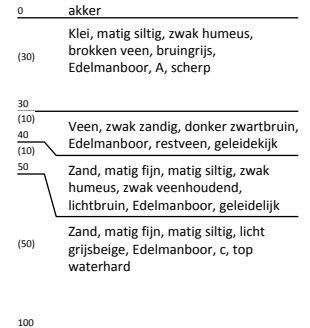 0 akker
Klei, matig siltig, zwak humeus,
brokken veen, bruingrijs,
(30) Edelmanboor, A, scherp
30
(10) Veen, zwak zandig, donker zwartbruin,
40 Edelmanboor, restveen, geleidekijk
(10)
50 Zand, matig fijn, matig siltig, zwak
humeus, zwak veenhoudend,
lichtbruin, Edelmanboor, geleidelijk
Zand, matig fijn, matig siltig, licht
(50) grijsbeige, Edelmanboor, c, top
waterhard
100